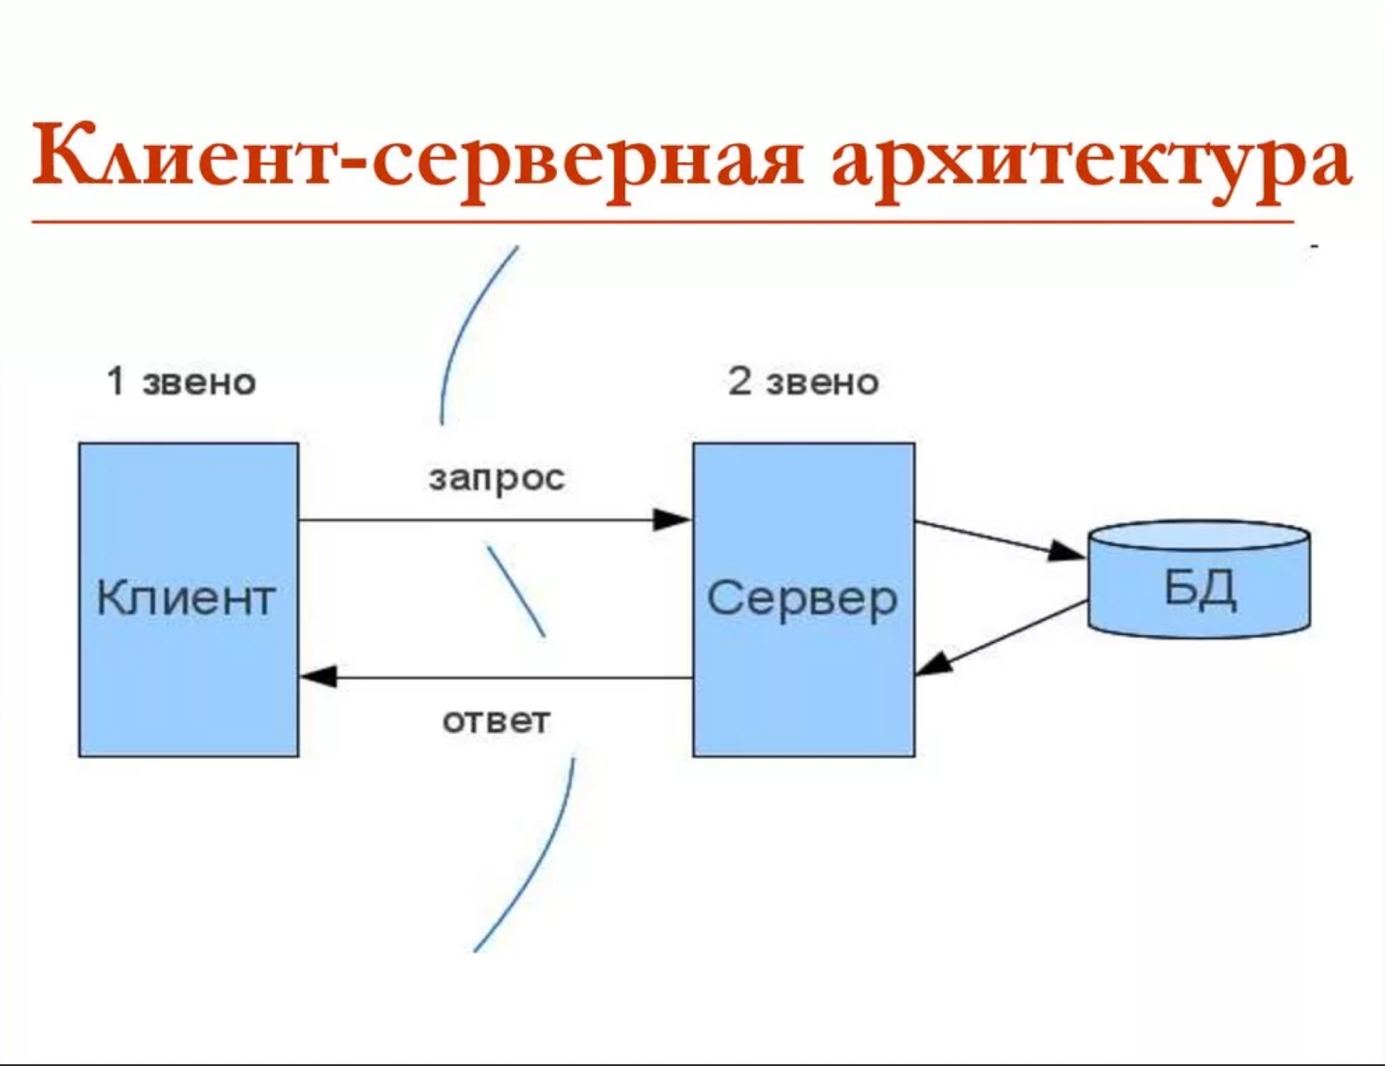 Клиент-серверная архитектура
1 звено
2 звено
запрос
Клиент
Сервер
БД
ответ